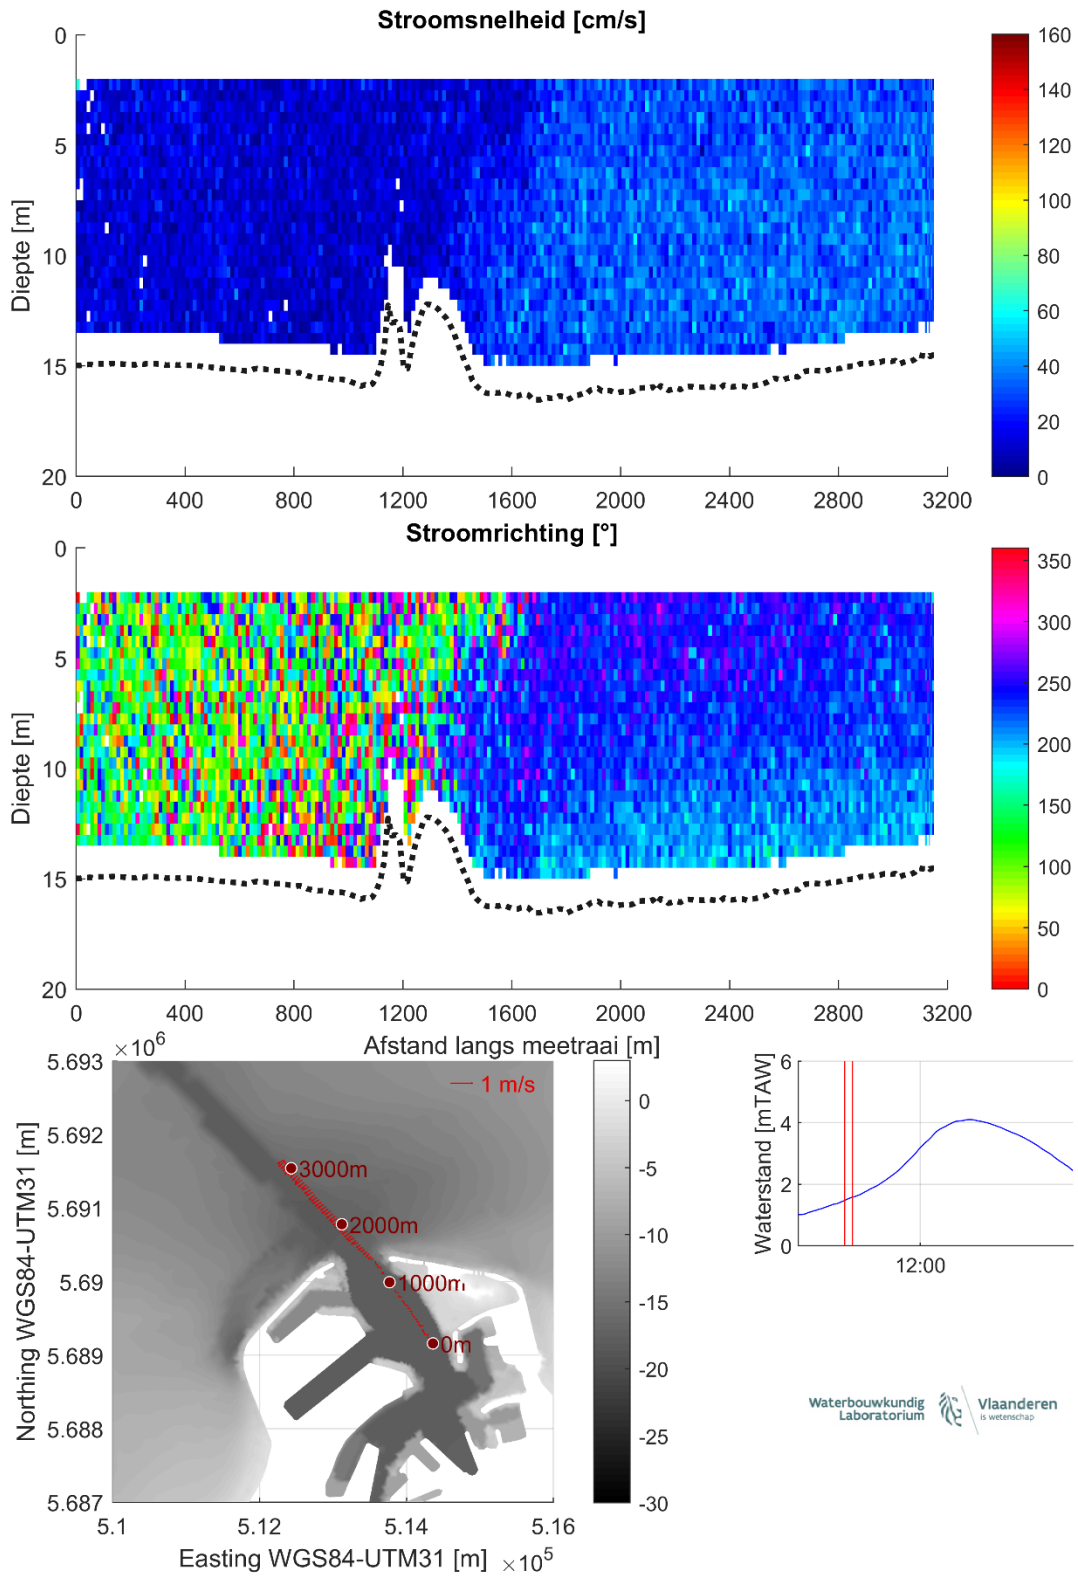 Stroomsnelheid [cm/s]
0
5
10
15
20
Diepte [m]
0 400 800 1200 1600 2000 2400 2800 3200
160
140
120
100
80
60
40
20
0
Stroomrichting [°]
0
5
10
15
20
Diepte [m]
0 400 800 1200 1600 2000 2400 2800 3200
350
300
250
200
150
100
50
0
Afstand langs meetraai [m]
×10⁶
5.693
5.692
5.691
5.69
5.689
5.688
5.687
Northing WGS84-UTM31 [m]
1 m/s
3000m
2000m
1000m
0m
5.1 5.12 5.14 5.16
Easting WGS84-UTM31 [m] ×10⁵
0
-5
-10
-15
-20
-25
-30
Waterstand [mTAW]
6
4
2
0
12:00
Waterbouwkundig
Laboratorium
Vlaanderen
is wetenschap